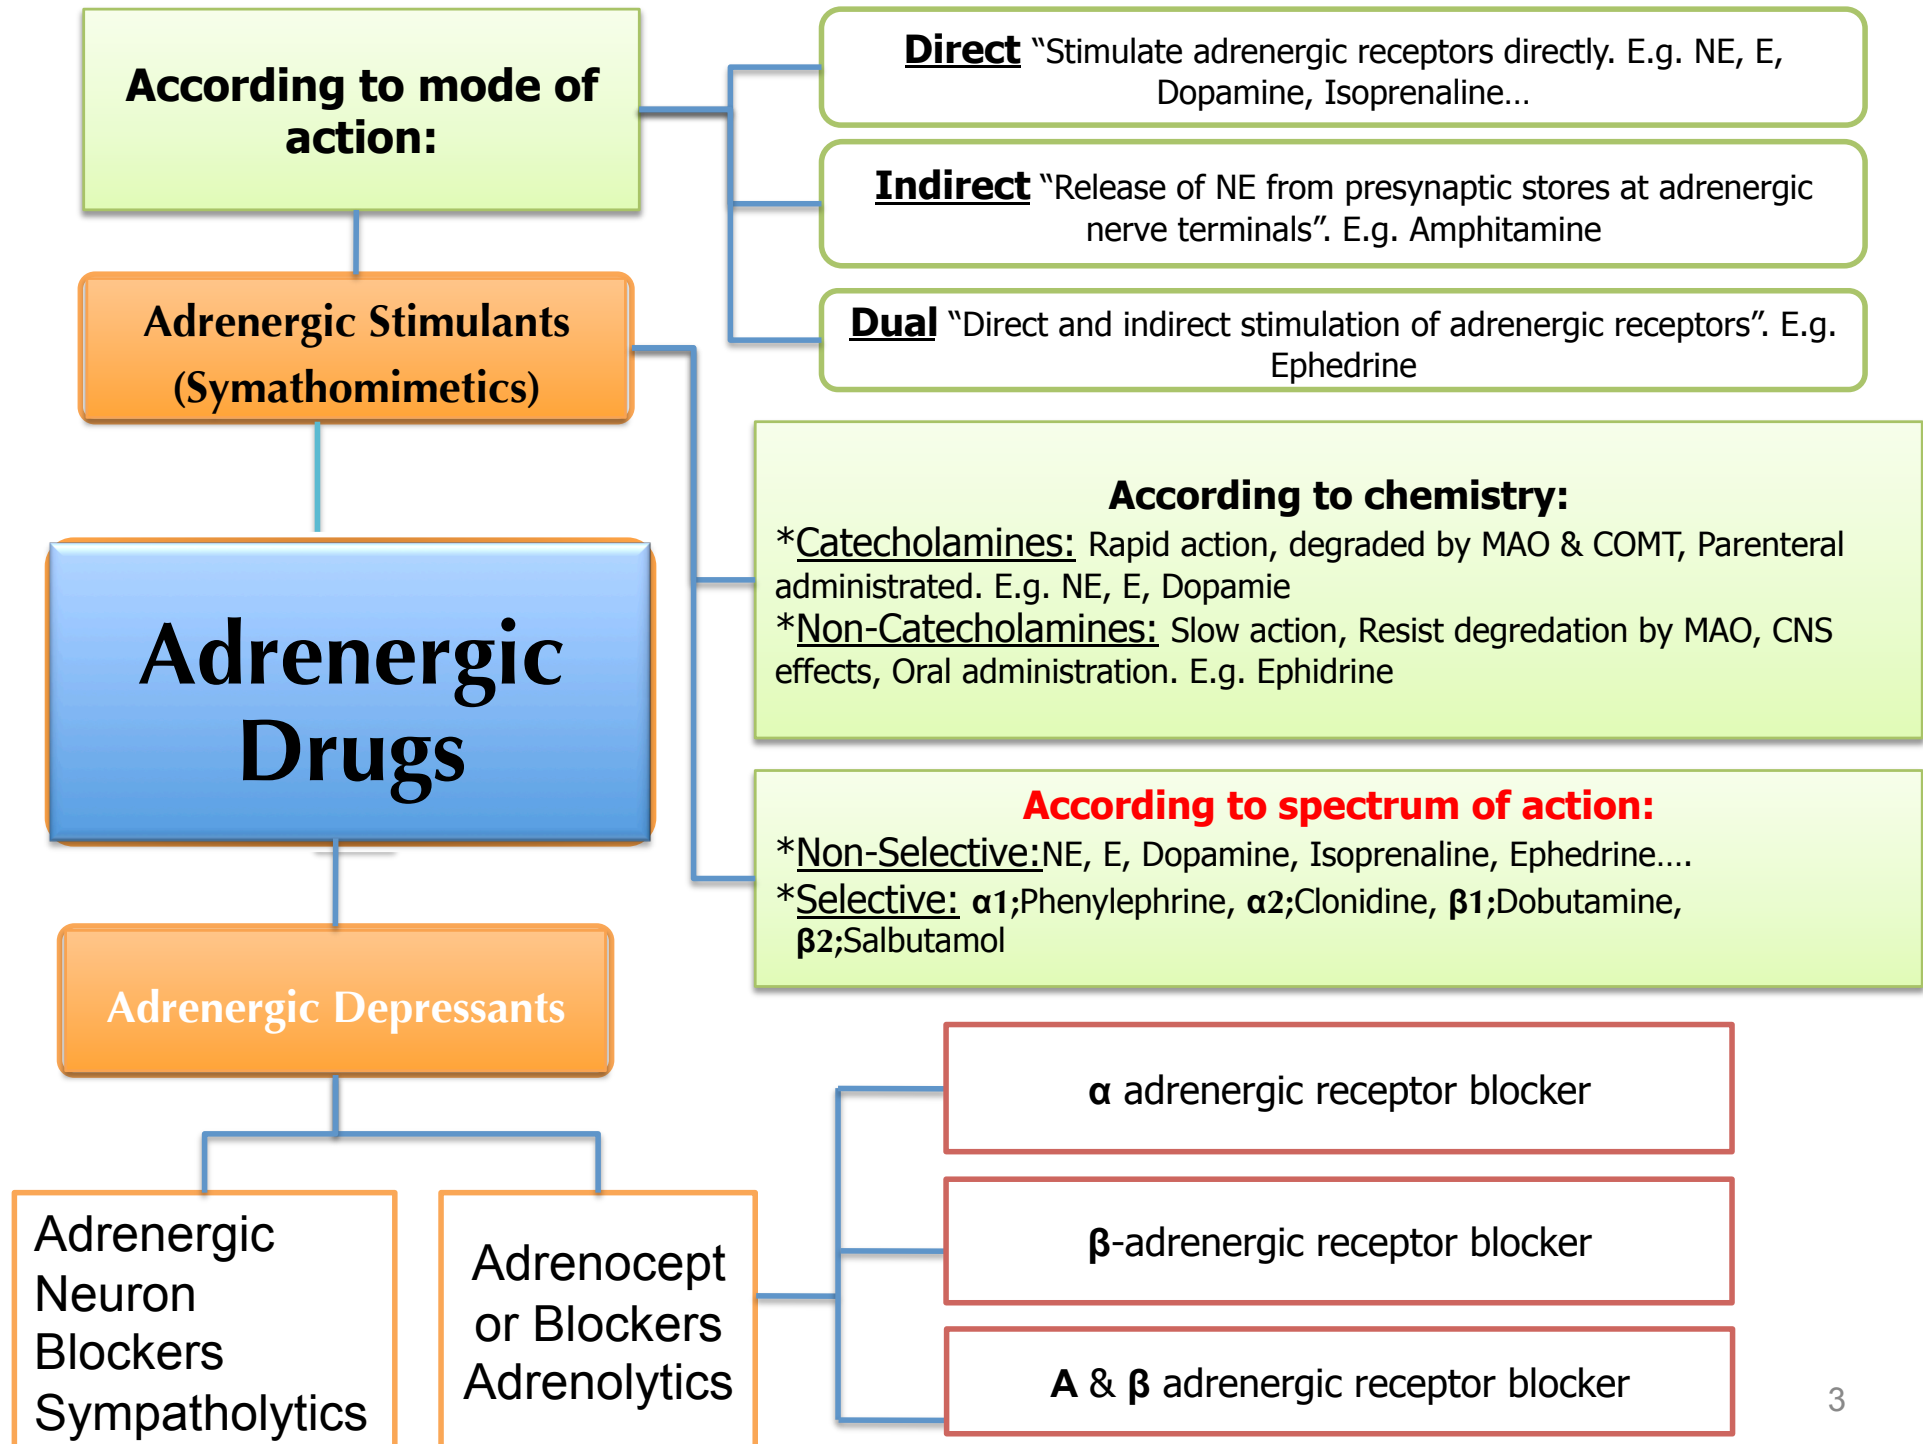 According to mode of
action:
Direct “Stimulate adrenergic receptors directly. E.g. NE, E,
Dopamine, Isoprenaline…
Indirect “Release of NE from presynaptic stores at adrenergic
nerve terminals”. E.g. Amphitamine
Dual “Direct and indirect stimulation of adrenergic receptors”. E.g.
Ephedrine
Adrenergic Stimulants
(Symathomimetics)
According to chemistry:
*Catecholamines: Rapid action, degraded by MAO & COMT, Parenteral
administrated. E.g. NE, E, Dopamie
*Non-Catecholamines: Slow action, Resist degredation by MAO, CNS
effects, Oral administration. E.g. Ephidrine
Adrenergic
Drugs
According to spectrum of action:
*Non-Selective:NE, E, Dopamine, Isoprenaline, Ephedrine….
*Selective: α1;Phenylephrine, α2;Clonidine, β1;Dobutamine,
β2;Salbutamol
Adrenergic Depressants
Adrenergic
Neuron
Blockers
Sympatholytics
Adrenocept
or Blockers
Adrenolytics
α adrenergic receptor blocker
β-adrenergic receptor blocker
Α & β adrenergic receptor blocker
3